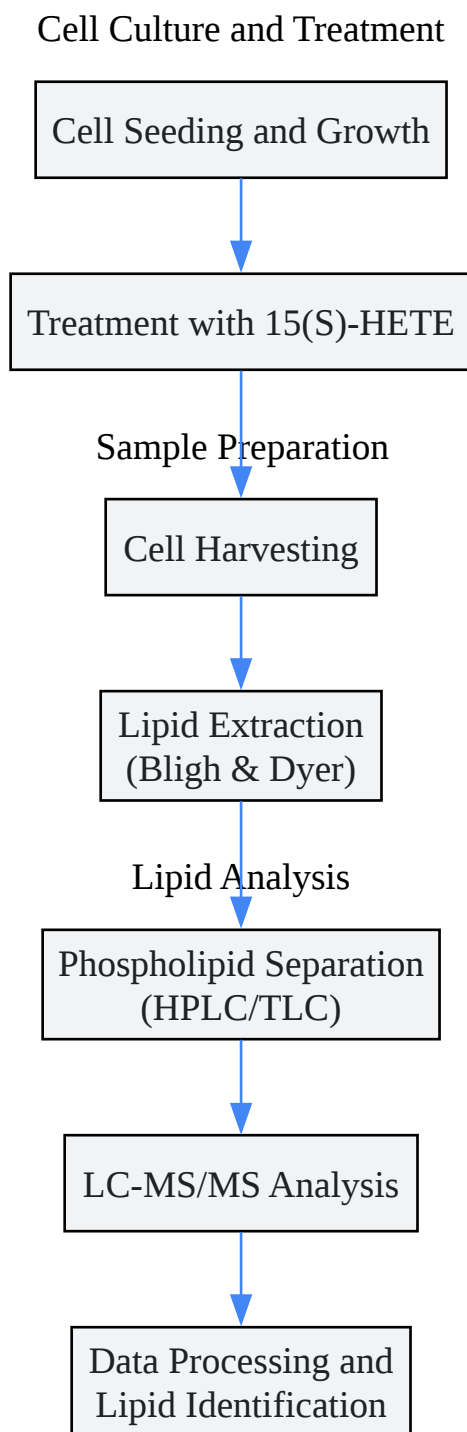 Cell Culture and Treatment
Cell Seeding and Growth
Treatment with 15(S)-HETE
Sample Preparation
Cell Harvesting
Lipid Extraction
(Bligh & Dyer)
Lipid Analysis
Phospholipid Separation
(HPLC/TLC)
LC-MS/MS Analysis
Data Processing and
Lipid Identification